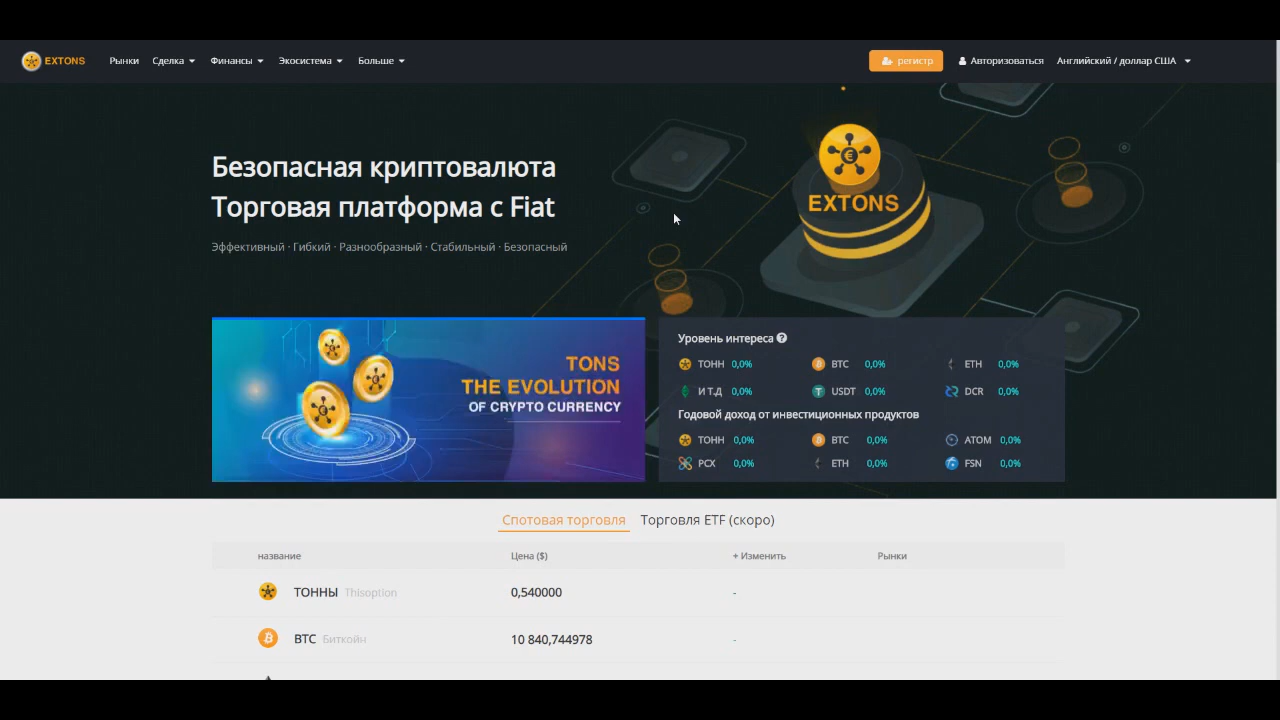 EXTONS
Рынки Сделка Финансы Экосистема Больше
регистр Авторизоваться Английский / доллар США
Безопасная криптовалюта
Торговая платформа с Fiat
Эффективный · Гибкий · Разнообразный · Стабильный · Безопасный
EXTONS
TONS
THE EVOLUTION
OF CRYPTO CURRENCY
Уровень интереса ?
ТОНН 0,0% BTC 0,0% ETH 0,0%
И Т.Д 0,0% USDT 0,0% DCR 0,0%
Годовой доход от инвестиционных продуктов
ТОНН 0,0% BTC 0,0% ATOM 0,0%
PCX 0,0% ETH 0,0% FSN 0,0%
Спотовая торговля Торговля ETF (скоро)
название Цена ($) + Изменить Рынки
ТОННЫ Thisoption 0,540000 -
BTC Биткойн 10 840,744978 -